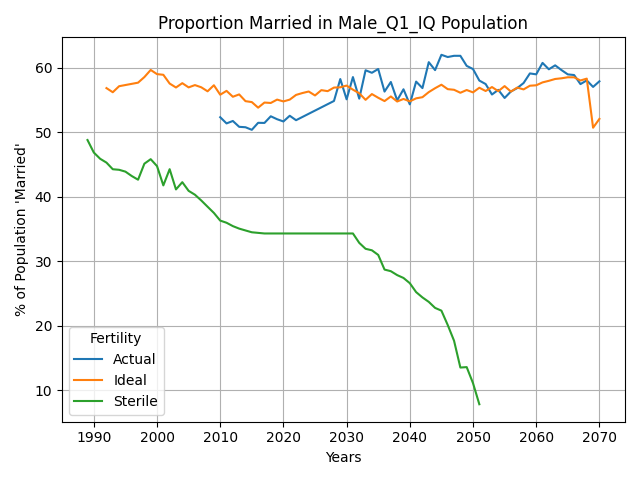 Proportion Married in Male_Q1_IQ Population
% of Population 'Married'
60
50
40
30
20
10
Fertility
Actual
Ideal
Sterile
1990 2000 2010 2020 2030 2040 2050 2060 2070
Years